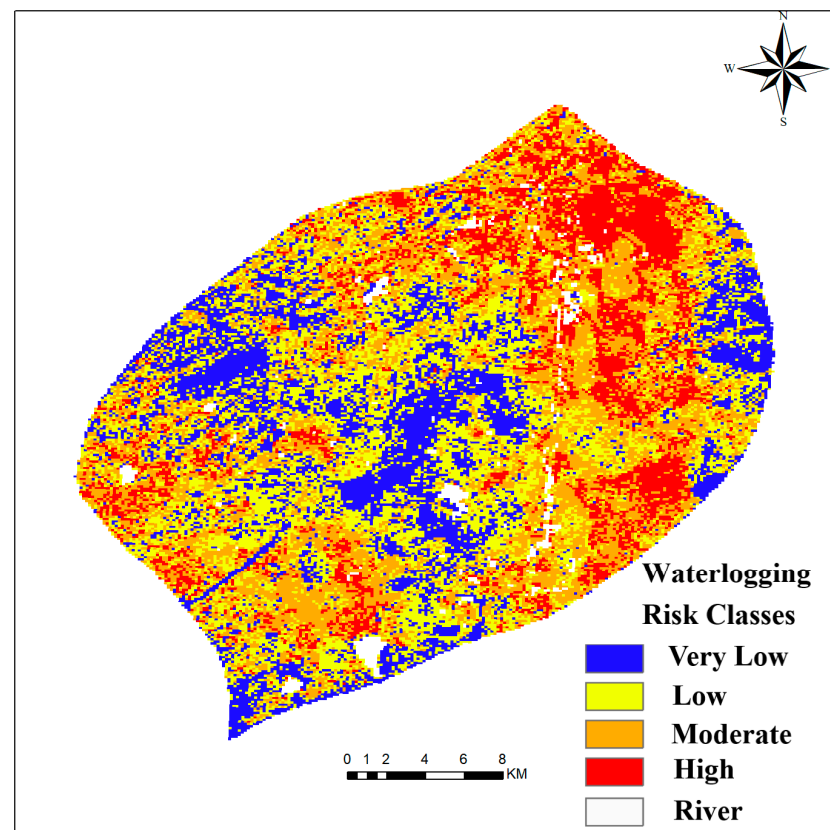 N
W
S
Waterlogging
Risk Classes
Very Low
Low
Moderate
High
River
0 1 2 4 6 8
KM